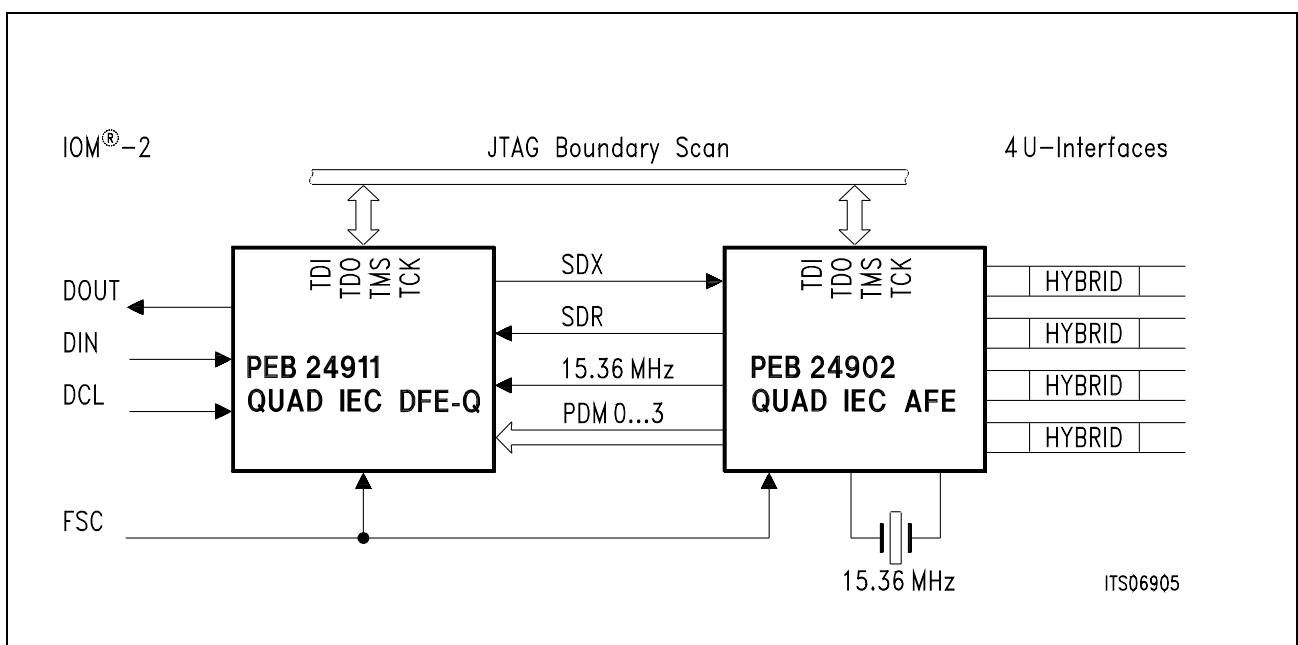 IOM®-2
JTAG Boundary Scan
4 U-Interfaces
TDI
TDO
TMS
TCK
TDI
TDO
TMS
TCK
DOUT
DIN
DCL
PEB 24911
QUAD IEC DFE-Q
SDX
SDR
15.36 MHz
PDM 0...3
PEB 24902
QUAD IEC AFE
HYBRID
HYBRID
HYBRID
HYBRID
FSC
15.36 MHz
ITS06905